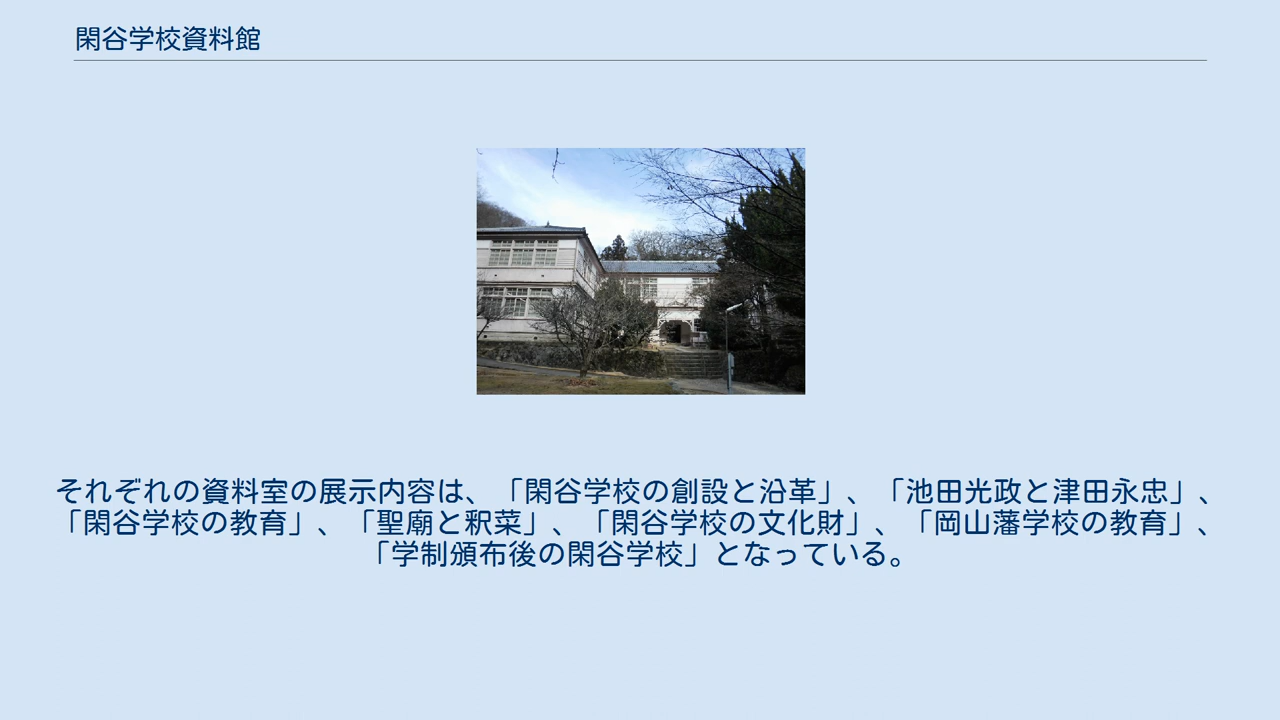 閑谷学校資料館
それぞれの資料室の展示内容は、「閑谷学校の創設と沿革」、「池田光政と津田永忠」、
「閑谷学校の教育」、「聖廟と釈菜」、「閑谷学校の文化財」、「岡山藩学校の教育」、
「学制頒布後の閑谷学校」となっている。